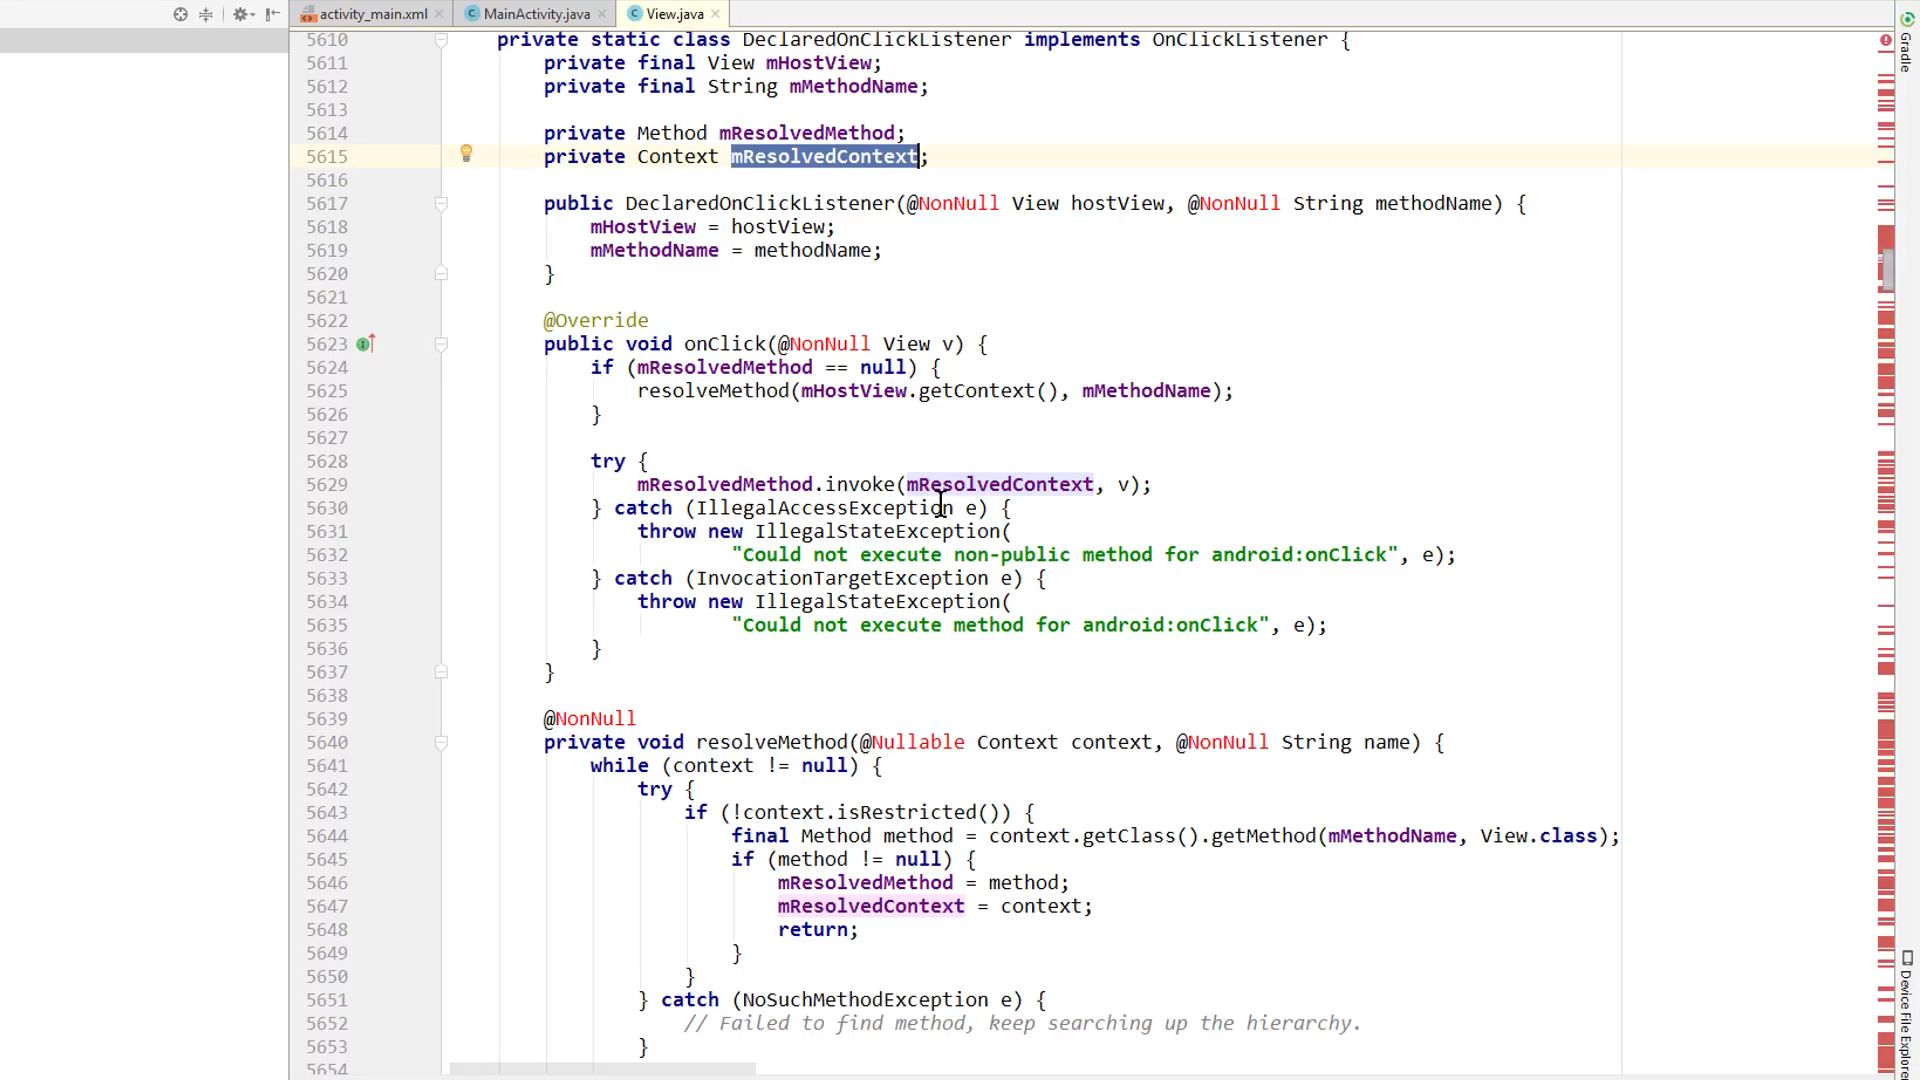 activity_main.xml MainActivity.java View.java
5610 private static class DeclaredOnClickListener implements OnClickListener {
5611 private final View mHostView;
5612 private final String mMethodName;
5613
5614 private Method mResolvedMethod;
5615 private Context mResolvedContext;
5616
5617 public DeclaredOnClickListener(@NonNull View hostView, @NonNull String methodName) {
5618 mHostView = hostView;
5619 mMethodName = methodName;
5620 }
5621
5622 @Override
5623 public void onClick(@NonNull View v) {
5624 if (mResolvedMethod == null) {
5625 resolveMethod(mHostView.getContext(), mMethodName);
5626 }
5627
5628 try {
5629 mResolvedMethod.invoke(mResolvedContext, v);
5630 } catch (IllegalAccessException e) {
5631 throw new IllegalStateException(
5632 "Could not execute non-public method for android:onClick", e);
5633 } catch (InvocationTargetException e) {
5634 throw new IllegalStateException(
5635 "Could not execute method for android:onClick", e);
5636 }
5637 }
5638
5639 @NonNull
5640 private void resolveMethod(@Nullable Context context, @NonNull String name) {
5641 while (context != null) {
5642 try {
5643 if (!context.isRestricted()) {
5644 final Method method = context.getClass().getMethod(mMethodName, View.class);
5645 if (method != null) {
5646 mResolvedMethod = method;
5647 mResolvedContext = context;
5648 return;
5649 }
5650 }
5651 } catch (NoSuchMethodException e) {
5652 // Failed to find method, keep searching up the hierarchy.
5653 }
5654
Gradle
Device File Explorer